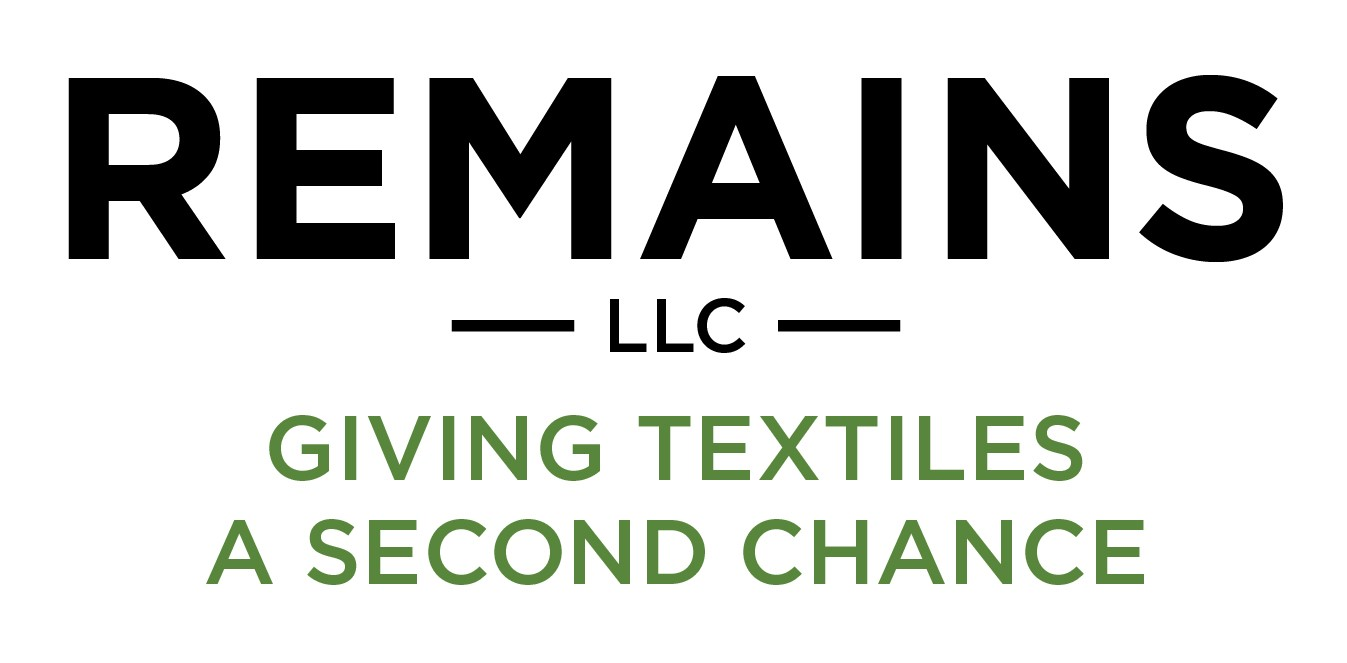 REMAINS
LLC
GIVING TEXTILES
A SECOND CHANCE